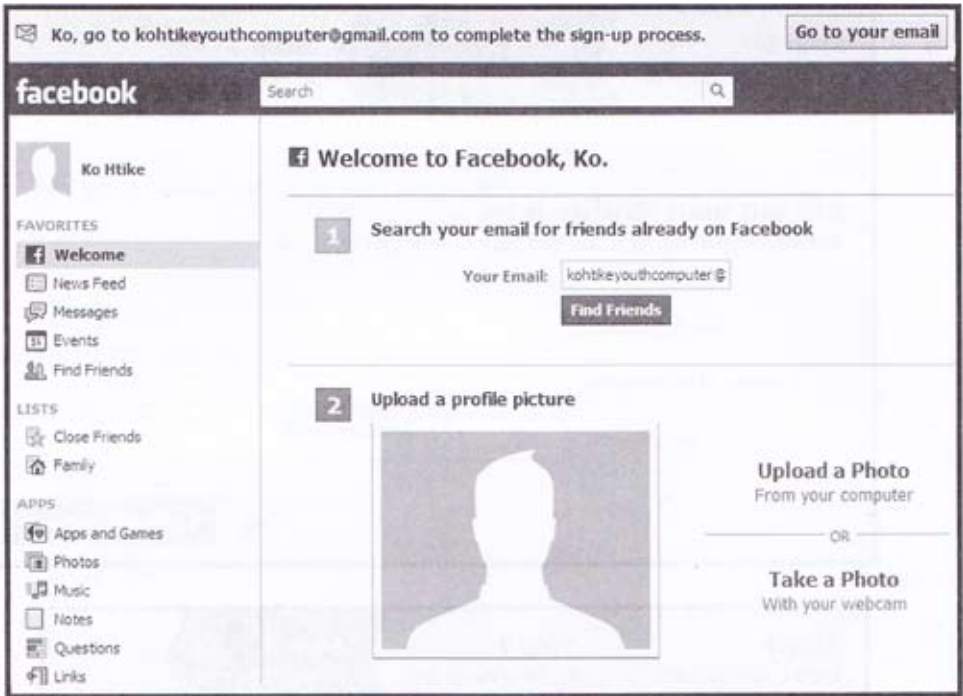 Ko, go to kohtikeyouthcomputer@gmail.com to complete the sign-up process.
Go to your email
facebook
Search
Ko Htike
FAVORITES
Welcome
News Feed
Messages
Events
Find Friends
LISTS
Close Friends
Family
APPS
Apps and Games
Photos
Music
Notes
Questions
Links
Welcome to Facebook, Ko.
1 Search your email for friends already on Facebook
Your Email: kohtikeyouthcomputer@
Find Friends
2 Upload a profile picture
Upload a Photo
From your computer
OR
Take a Photo
With your webcam